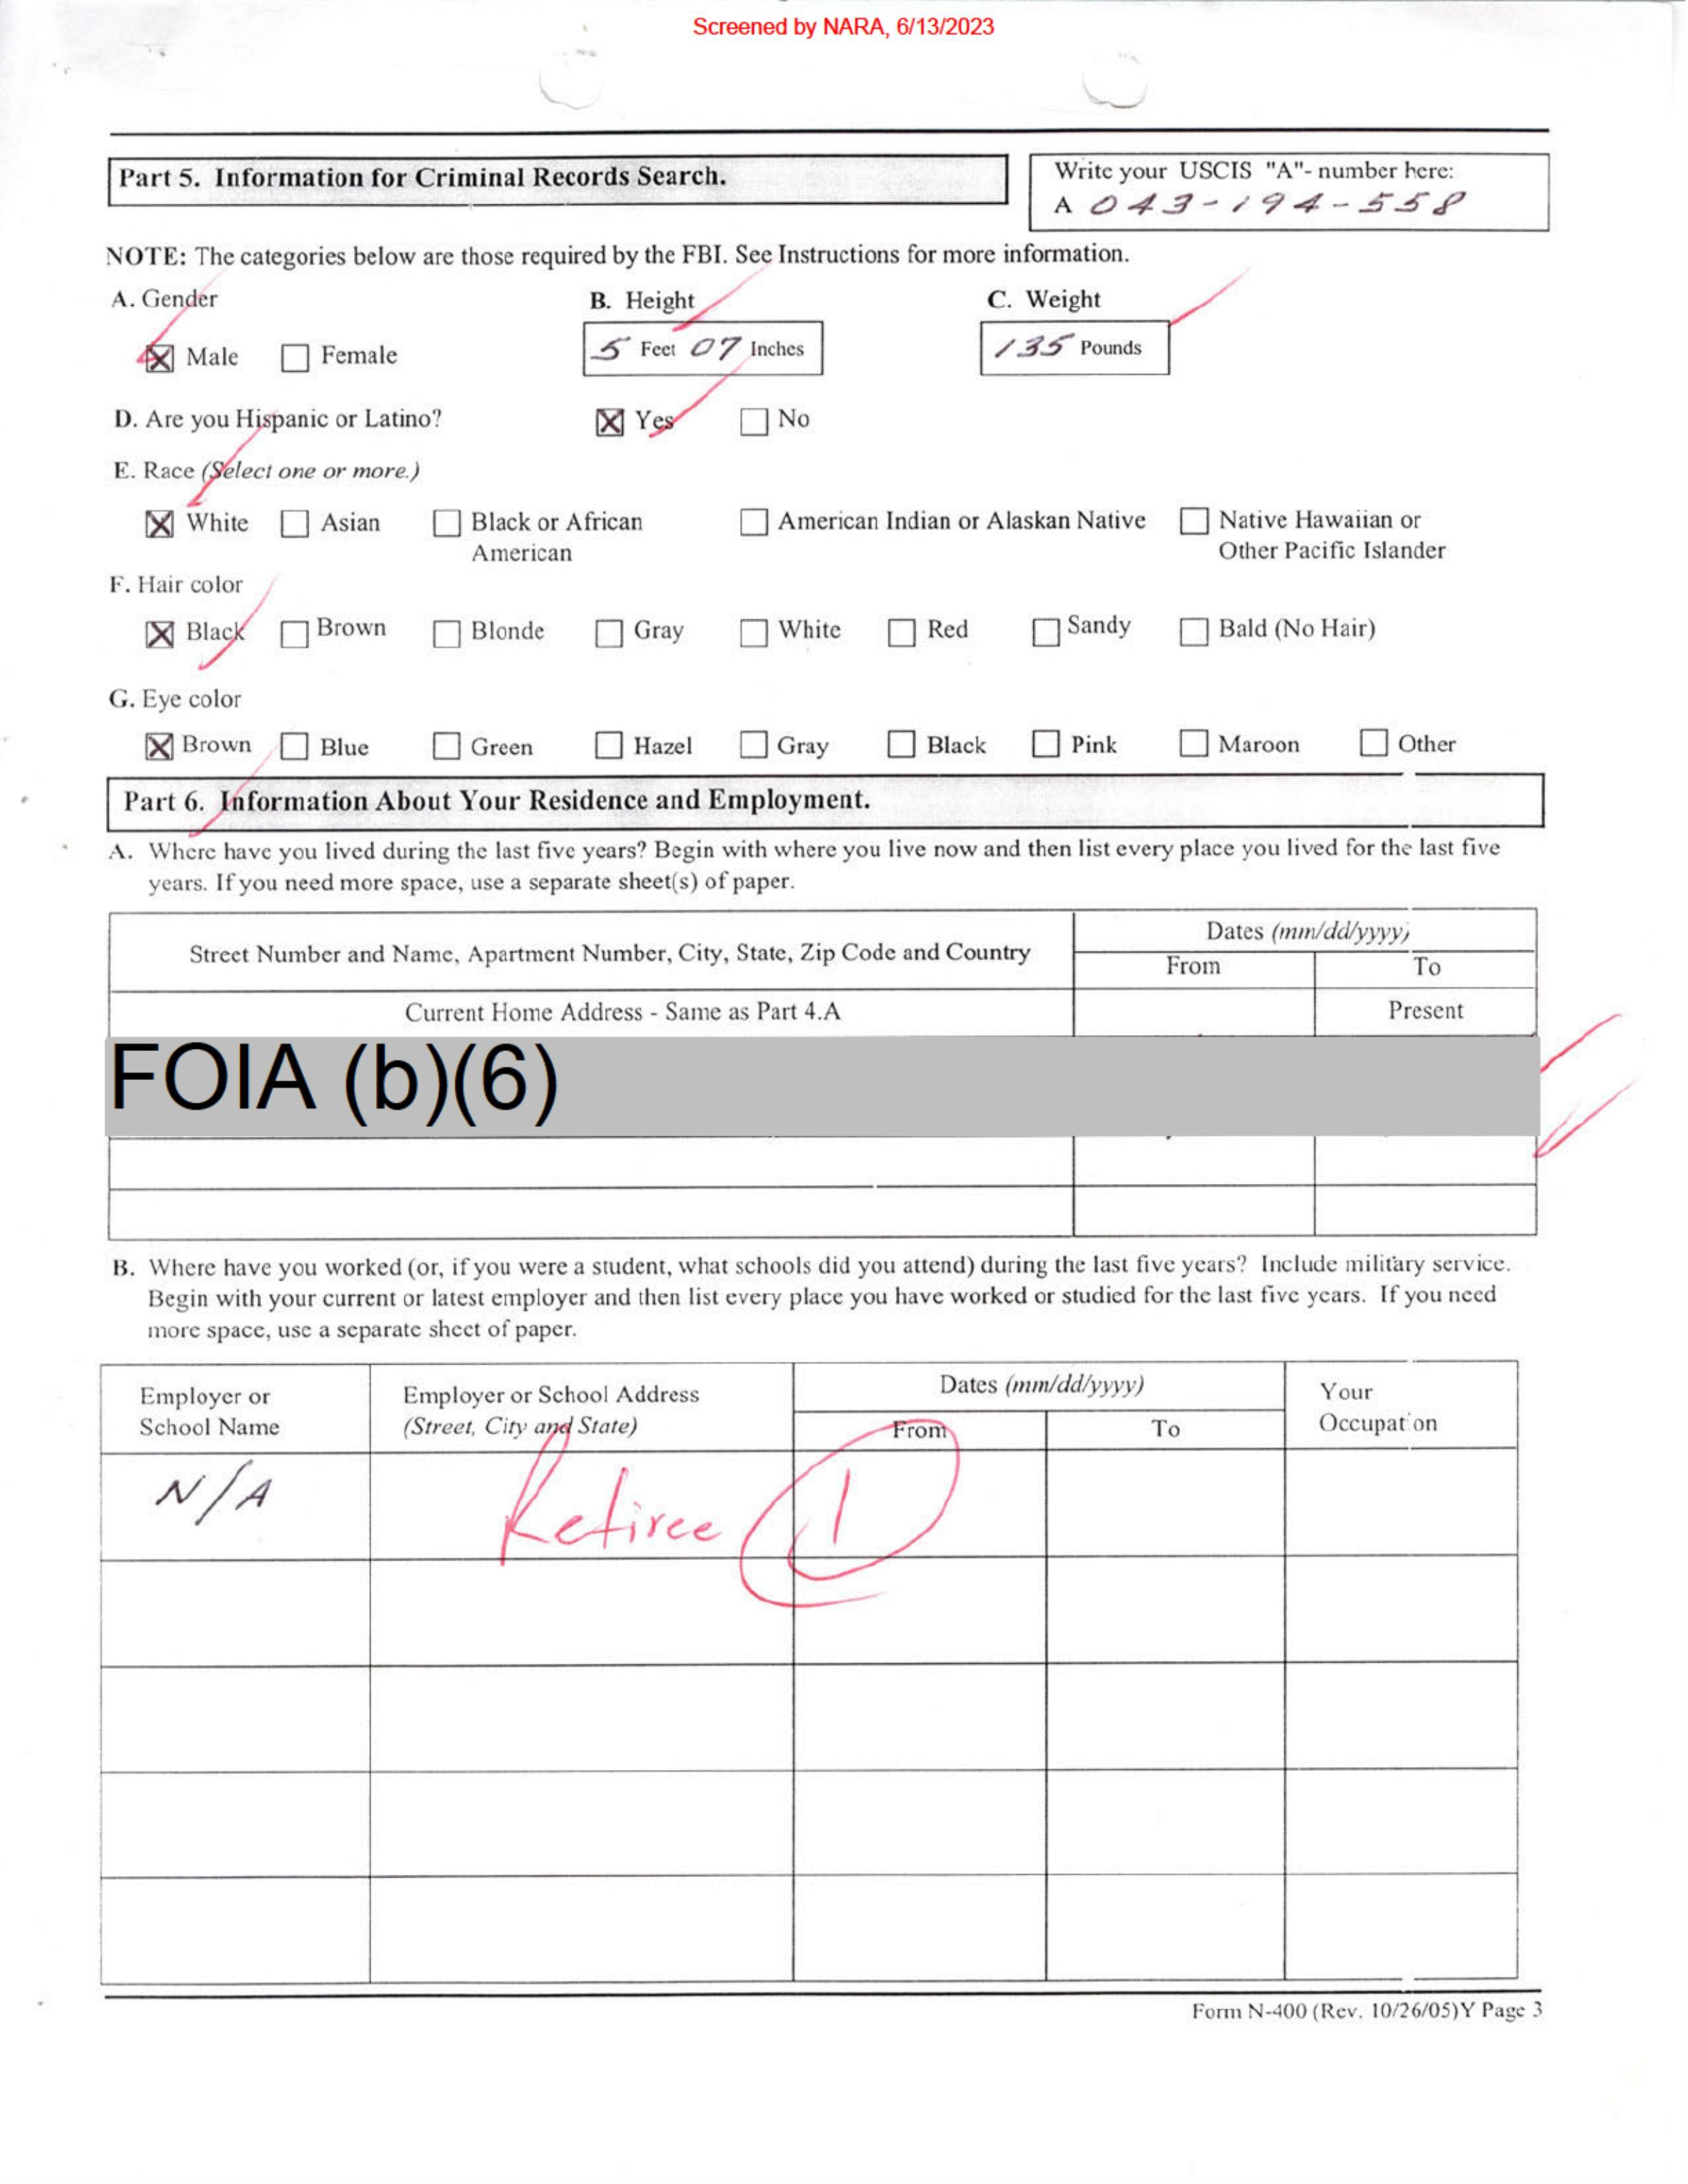 Screened by NARA, 6/13/2023
Part 5. Information for Criminal Records Search.
Write your USCIS "A"- number here:
A 043-194-558
NOTE: The categories below are those required by the FBI. See Instructions for more information.
A. Gender B. Height C. Weight
Male Female 5 Feet 07 Inches 135 Pounds
D. Are you Hispanic or Latino? Yes No
E. Race (Select one or more.)
White Asian Black or African American American Indian or Alaskan Native Native Hawaiian or Other Pacific Islander
F. Hair color
Black Brown Blonde Gray White Red Sandy Bald (No Hair)
G. Eye color
Brown Blue Green Hazel Gray Black Pink Maroon Other
Part 6. Information About Your Residence and Employment.
A. Where have you lived during the last five years? Begin with where you live now and then list every place you lived for the last five
years. If you need more space, use a separate sheet(s) of paper.
Street Number and Name, Apartment Number, City, State, Zip Code and Country
Dates (mm/dd/yyyy)
From To
Current Home Address - Same as Part 4.A Present
FOIA (b)(6)
B. Where have you worked (or, if you were a student, what schools did you attend) during the last five years? Include military service.
Begin with your current or latest employer and then list every place you have worked or studied for the last five years. If you need
more space, use a separate sheet of paper.
Employer or
School Name
Employer or School Address
(Street, City and State)
Dates (mm/dd/yyyy)
From To
Your
Occupation
N/A Retiree 1
Form N-400 (Rev. 10/26/05)Y Page 3